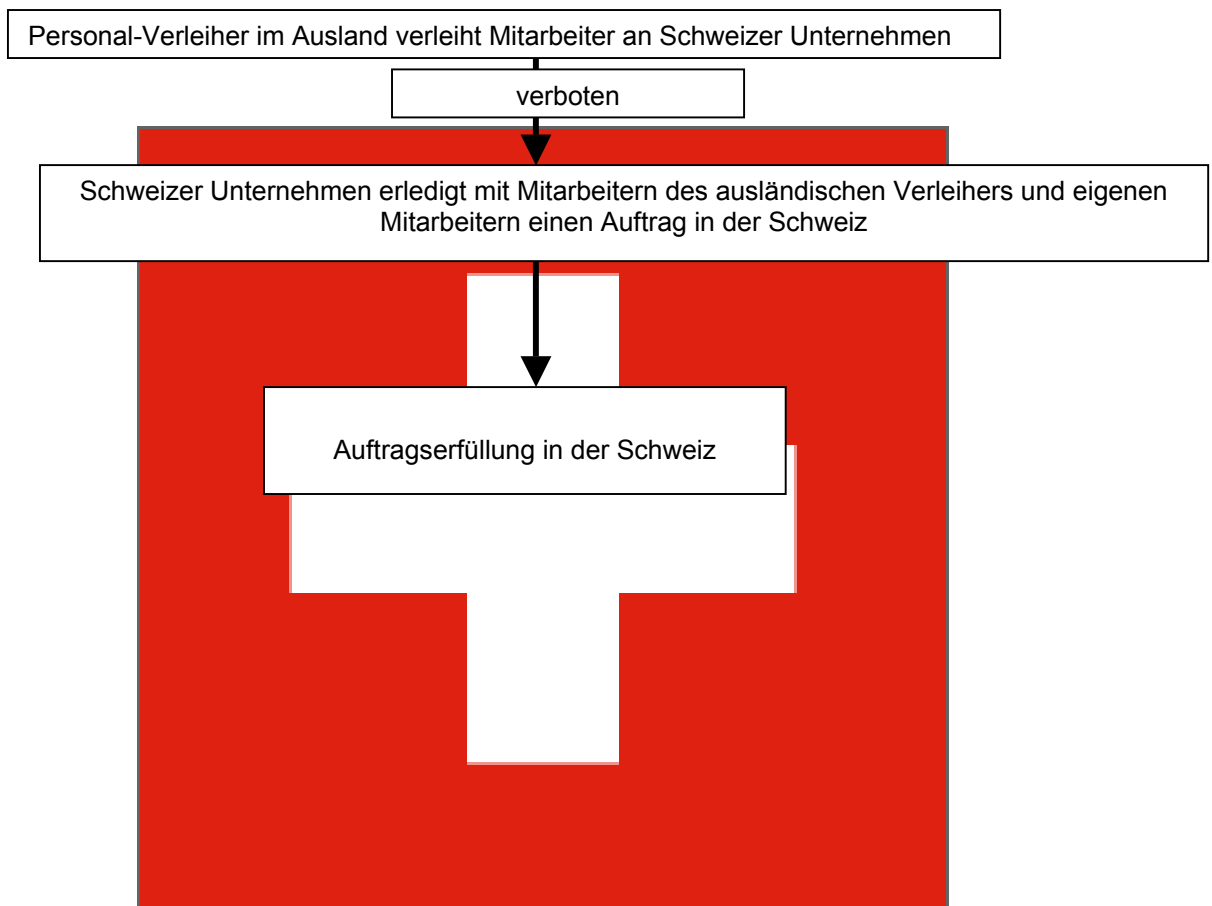 Personal-Verleiher im Ausland verleiht Mitarbeiter an Schweizer Unternehmen
verboten
Schweizer Unternehmen erledigt mit Mitarbeitern des ausländischen Verleihers und eigenen
Mitarbeitern einen Auftrag in der Schweiz
Auftragserfüllung in der Schweiz